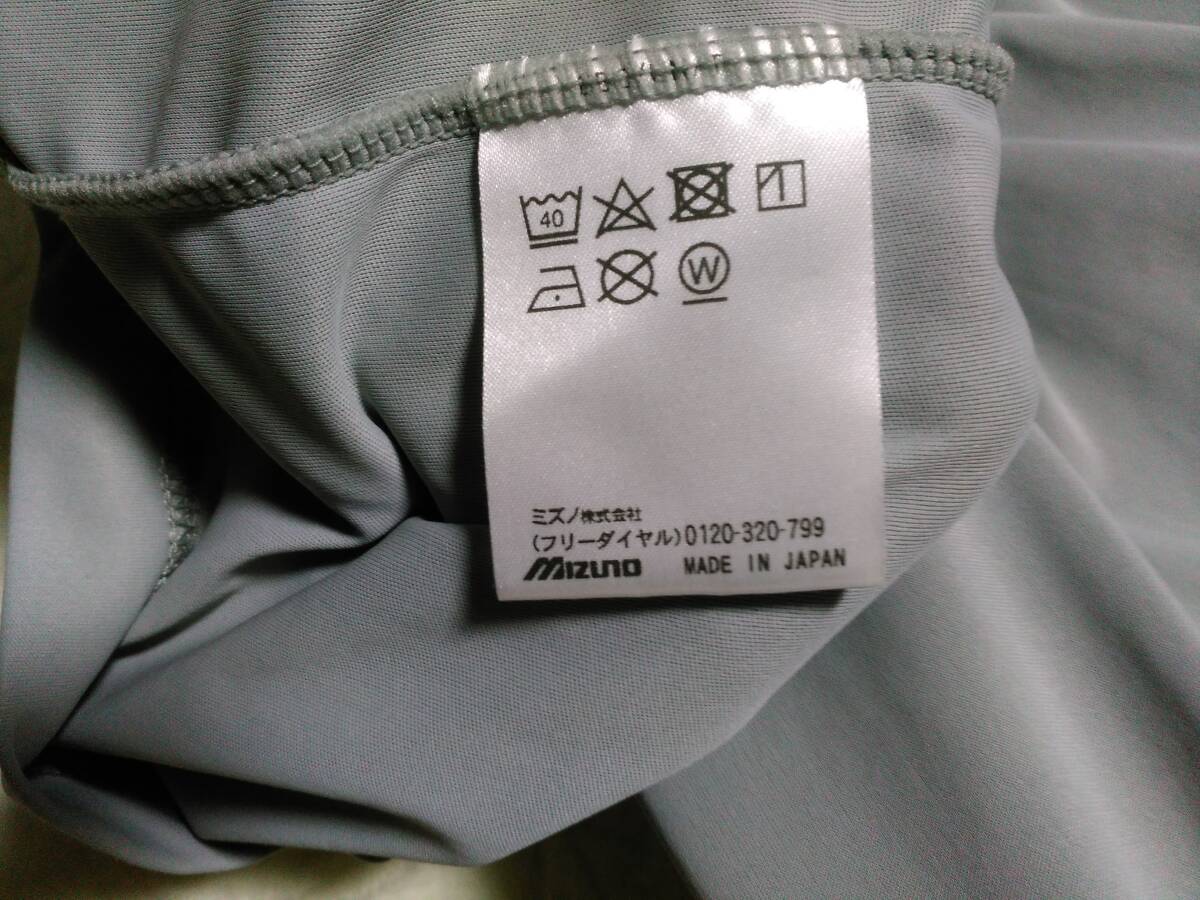 40
W
ミズノ株式会社
(フリーダイヤル)0120-320-799
MIZUNO MADE IN JAPAN